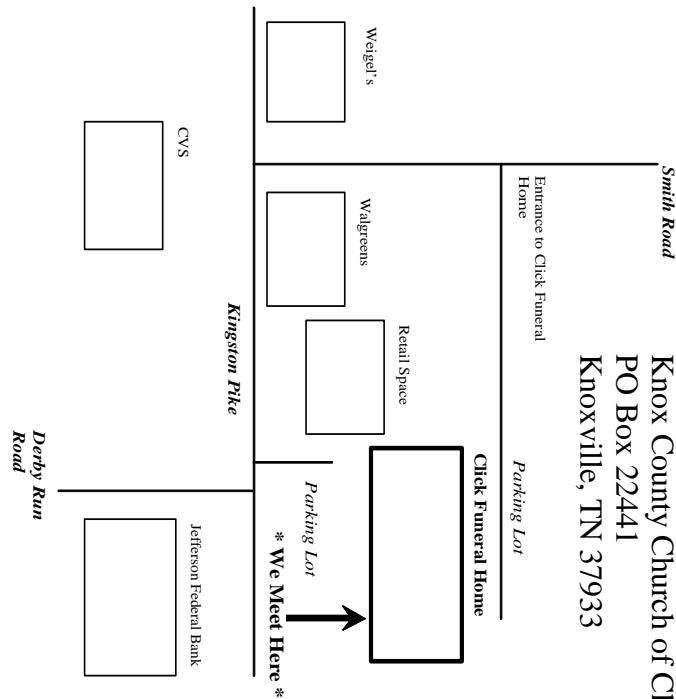 Smith Road
Knox County Church of
PO Box 22441
Knoxville, TN 37933
Entrance to Click Funeral
Home
Parking Lot
Click Funeral Home
Retail Space
Weigel's
Walgreens
Parking Lot
* We Meet Here *
Kingston Pike
CVS
Jefferson Federal Bank
Derby Run
Road